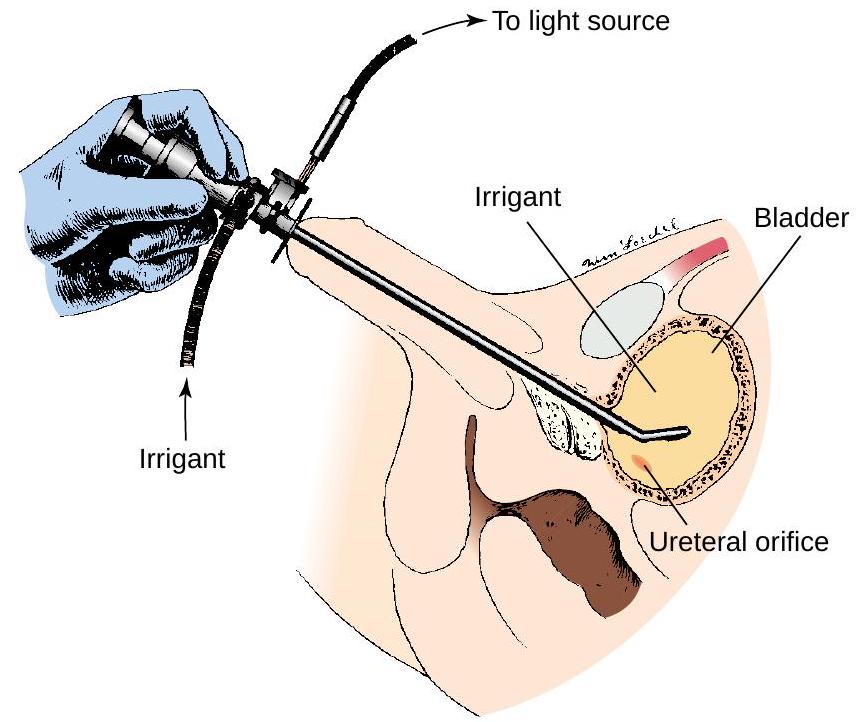 To light source
Irrigant
Bladder
Irrigant
Ureteral orifice